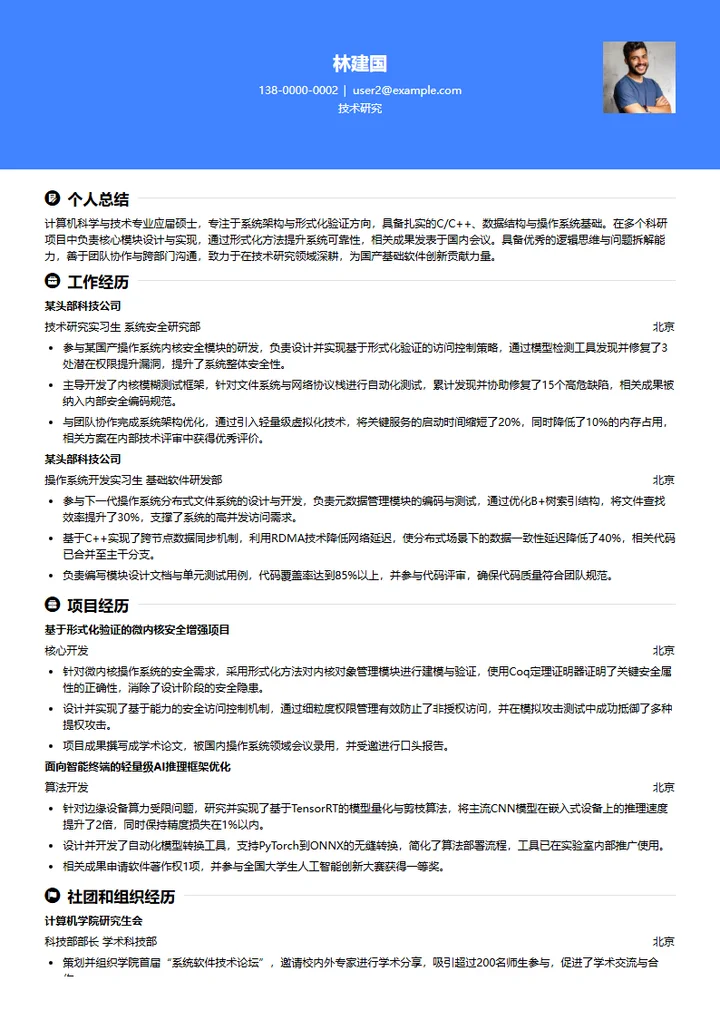 林建国
138-0000-0002 | user2@example.com
技术研究
个人总结
计算机科学与技术专业应届硕士，专注于系统架构与形式化验证方向，具备扎实的C/C++、数据结构与操作系统基础。在多个科研
项目中负责核心模块设计与实现，通过形式化方法提升系统可靠性，相关成果发表于国内会议。具备优秀的逻辑思维与问题拆解能
力，善于团队协作与跨部门沟通，致力于在技术研究领域深耕，为国产基础软件创新贡献力量。
工作经历
某头部科技公司
技术研究实习生 系统安全研究部 北京
• 参与某国产操作系统内核安全模块的研发，负责设计并实现基于形式化验证的访问控制策略，通过模型检测工具发现并修复了3
处潜在权限提升漏洞，提升了系统整体安全性。
• 主导开发了内核模糊测试框架，针对文件系统与网络协议栈进行自动化测试，累计发现并协助修复了15个高危缺陷，相关成果被
纳入内部安全编码规范。
• 与团队协作完成系统架构优化，通过引入轻量级虚拟化技术，将关键服务的启动时间缩短了20%，同时降低了10%的内存占用，
相关方案在内部技术评审中获得优秀评价。
某头部科技公司
操作系统开发实习生 基础软件研发部 北京
• 参与下一代操作系统分布式文件系统的设计与开发，负责元数据管理模块的编码与测试，通过优化B+树索引结构，将文件查找
效率提升了30%，支撑了系统的高并发访问需求。
• 基于C++实现了跨节点数据同步机制，利用RDMA技术降低网络延迟，使分布式场景下的数据一致性延迟降低了40%，相关代码
已合并至主干分支。
• 负责编写模块设计文档与单元测试用例，代码覆盖率达到85%以上，并参与代码评审，确保代码质量符合团队规范。
项目经历
基于形式化验证的微内核安全增强项目
核心开发 北京
• 针对微内核操作系统的安全需求，采用形式化方法对内核对象管理模块进行建模与验证，使用Coq定理证明器证明了关键安全属
性的正确性，消除了设计阶段的安全隐患。
• 设计并实现了基于能力的安全访问控制机制，通过细粒度权限管理有效防止了非授权访问，并在模拟攻击测试中成功抵御了多种
提权攻击。
• 项目成果撰写成学术论文，被国内操作系统领域会议录用，并受邀进行口头报告。
面向智能终端的轻量级AI推理框架优化
算法开发 北京
• 针对边缘设备算力受限问题，研究并实现了基于TensorRT的模型量化与剪枝算法，将主流CNN模型在嵌入式设备上的推理速度
提升了2倍，同时保持精度损失在1%以内。
• 设计并开发了自动化模型转换工具，支持PyTorch到ONNX的无缝转换，简化了算法部署流程，工具已在实验室内部推广使用。
• 相关成果申请软件著作权1项，并参与全国大学生人工智能创新大赛获得一等奖。
社团和组织经历
计算机学院研究生会
科技部部长 学术科技部 北京
• 策划并组织学院首届“系统软件技术论坛”，邀请校内外专家进行学术分享，吸引超过200名师生参与，促进了学术交流与合